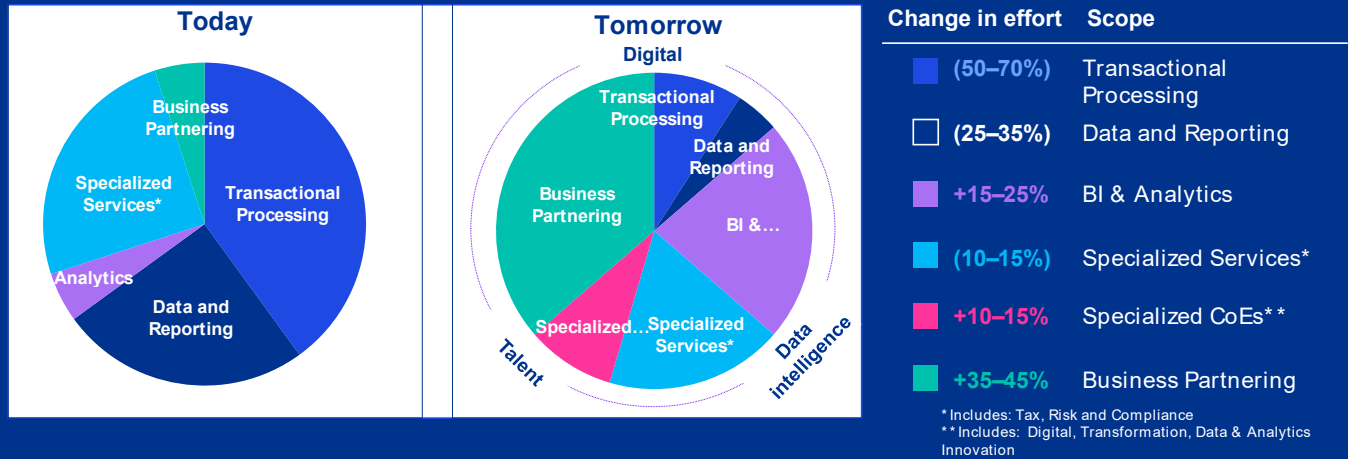 Today
Business
Partnering
Specialized
Services*
Transactional
Processing
Analytics
Data and
Reporting
Tomorrow
Digital
Transactional
Processing
Data and
Reporting
Business
Partnering
BI &...
Specialized...
Specialized
Services*
Talent
Data
intelligence
Change in effort Scope
(50–70%) Transactional
Processing
(25–35%) Data and Reporting
+15–25% BI & Analytics
(10–15%) Specialized Services*
+10–15% Specialized CoEs**
+35–45% Business Partnering
*Includes: Tax, Risk and Compliance
**Includes: Digital, Transformation, Data & Analytics
Innovation